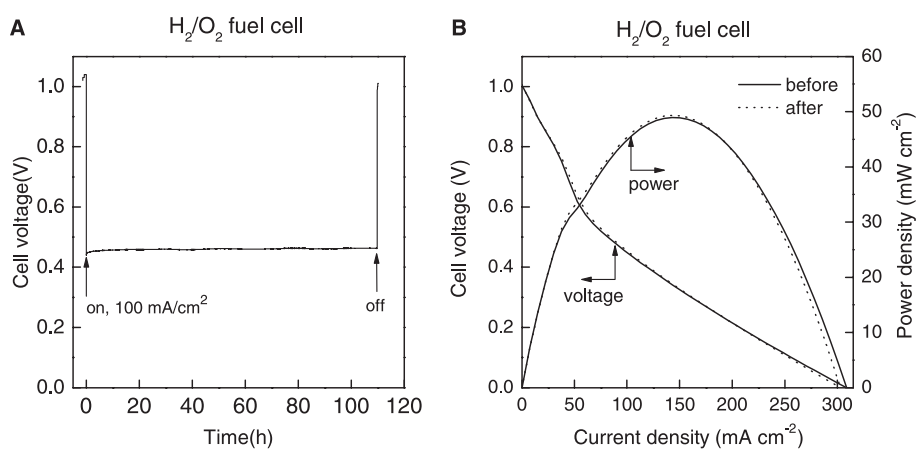 A
H2/O2 fuel cell
Cell voltage(V)
1.0
0.8
0.6
0.4
0.2
0.0
on, 100 mA/cm2
off
0 20 40 60 80 100 120
Time(h)
B
H2/O2 fuel cell
Cell voltage (V)
1.0
0.8
0.6
0.4
0.2
0.0
before
after
power
voltage
60
50
40
30
20
10
0
Power density (mW cm-2)
0 50 100 150 200 250 300
Current density (mA cm-2)